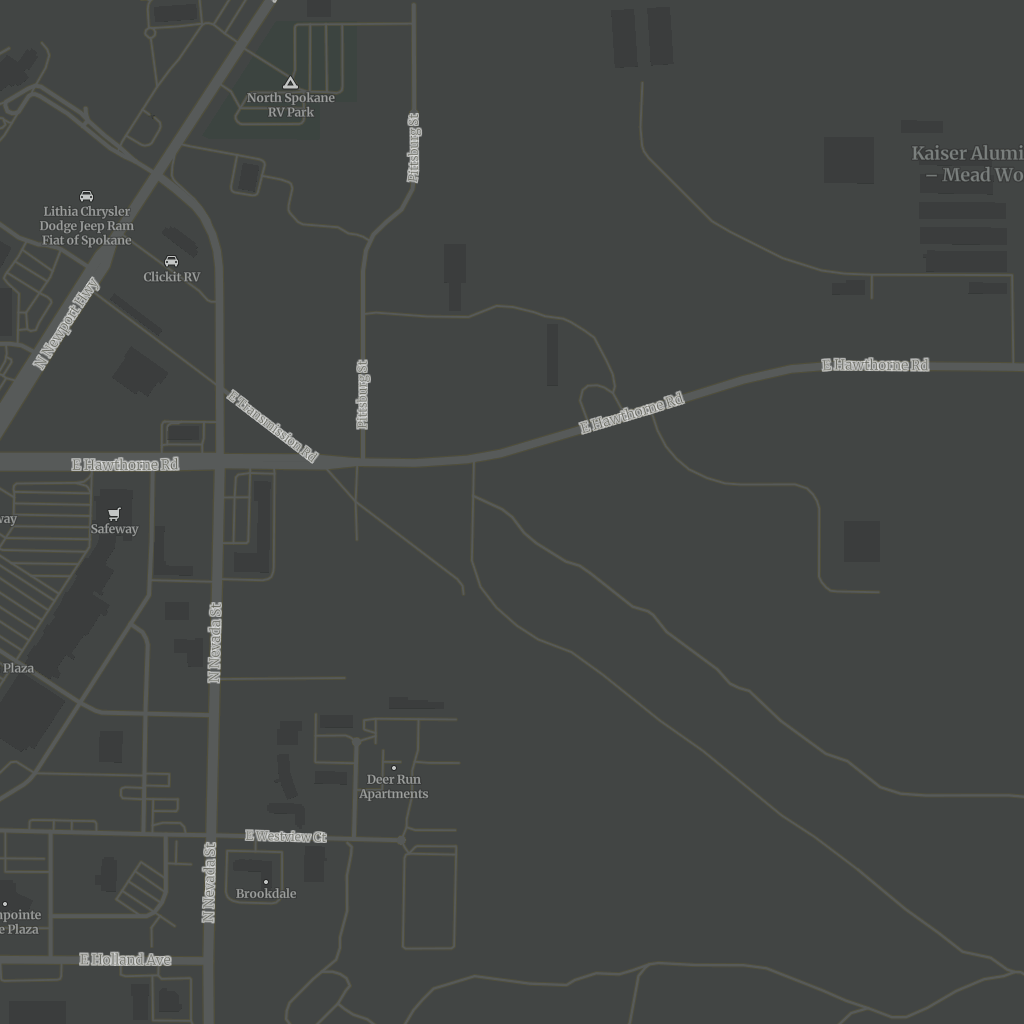 North Spokane
RV Park
Pittsburg St
Kaiser Alumi
– Mead Wo
Lithia Chrysler
Dodge Jeep Ram
Fiat of Spokane
Clickit RV
N Newport Hwy
E Hawthorne Rd
Pittsburg St
E Hawthorne Rd
E Transmission Rd
E Hawthorne Rd
way
Safeway
N Nevada St
Plaza
Deer Run
Apartments
E Westview Ct
N Nevada St
Brookdale
npointe
e Plaza
E Holland Ave